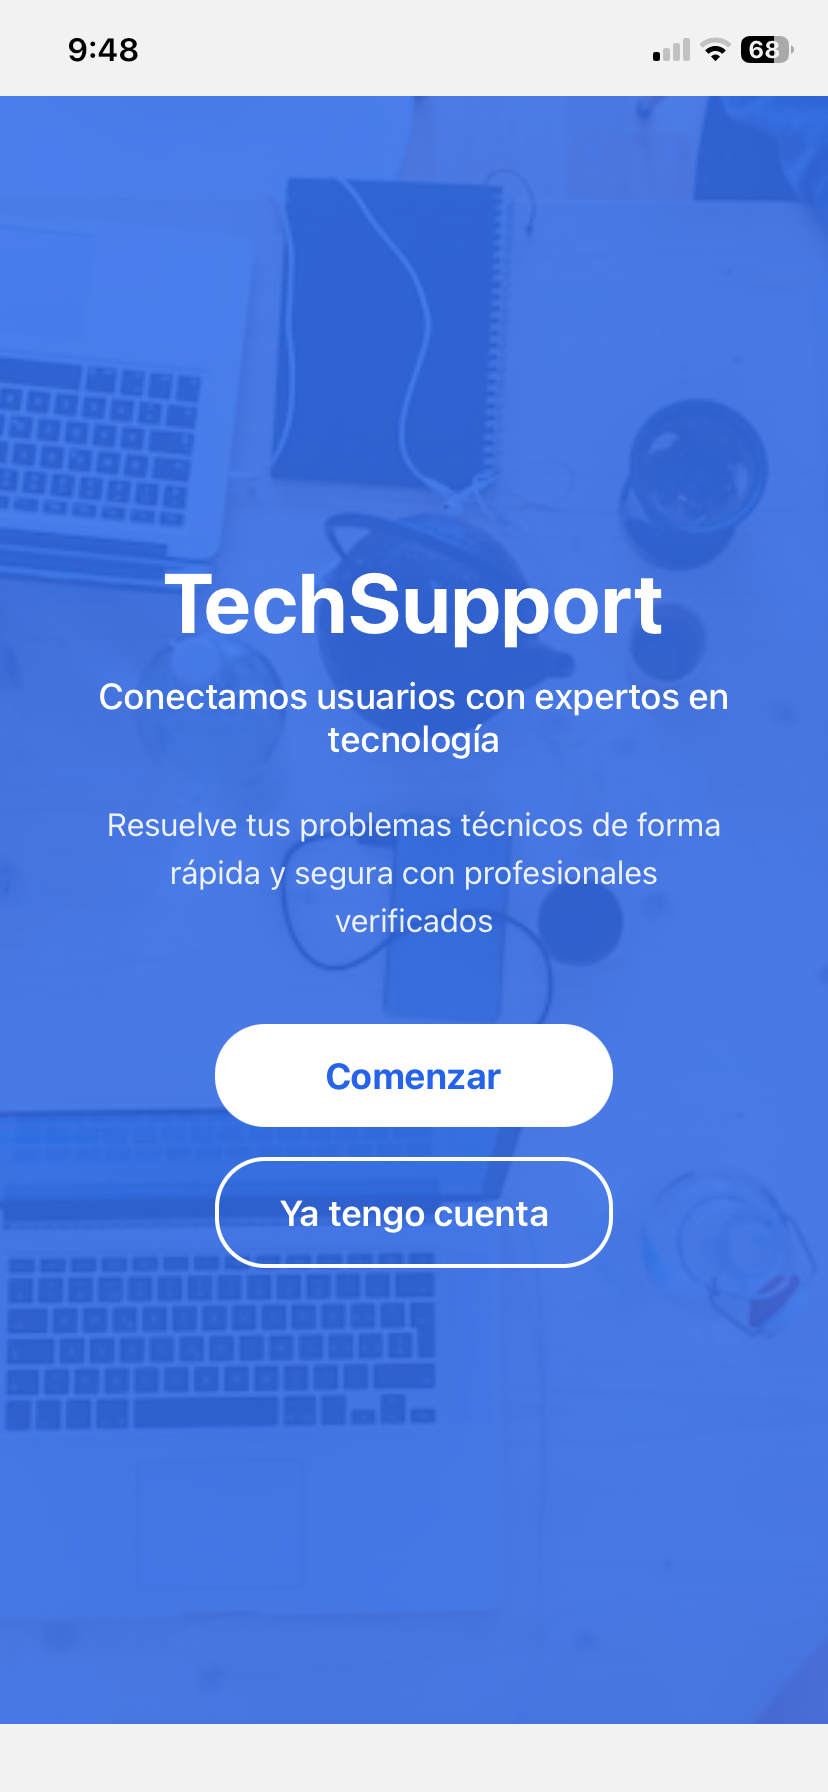 9:48
68
TechSupport
Conectamos usuarios con expertos en
tecnología
Resuelve tus problemas técnicos de forma
rápida y segura con profesionales
verificados
Comenzar
Ya tengo cuenta